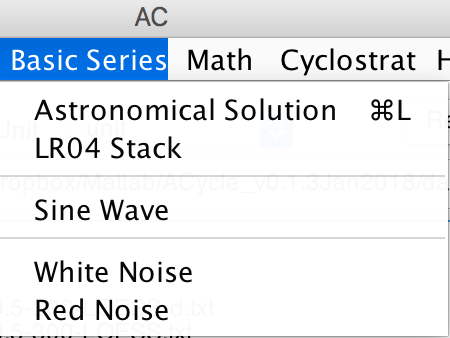 AC
Basic Series Math Cyclostrat
Astronomical Solution ⌘L
LR04 Stack
Sine Wave
White Noise
Red Noise